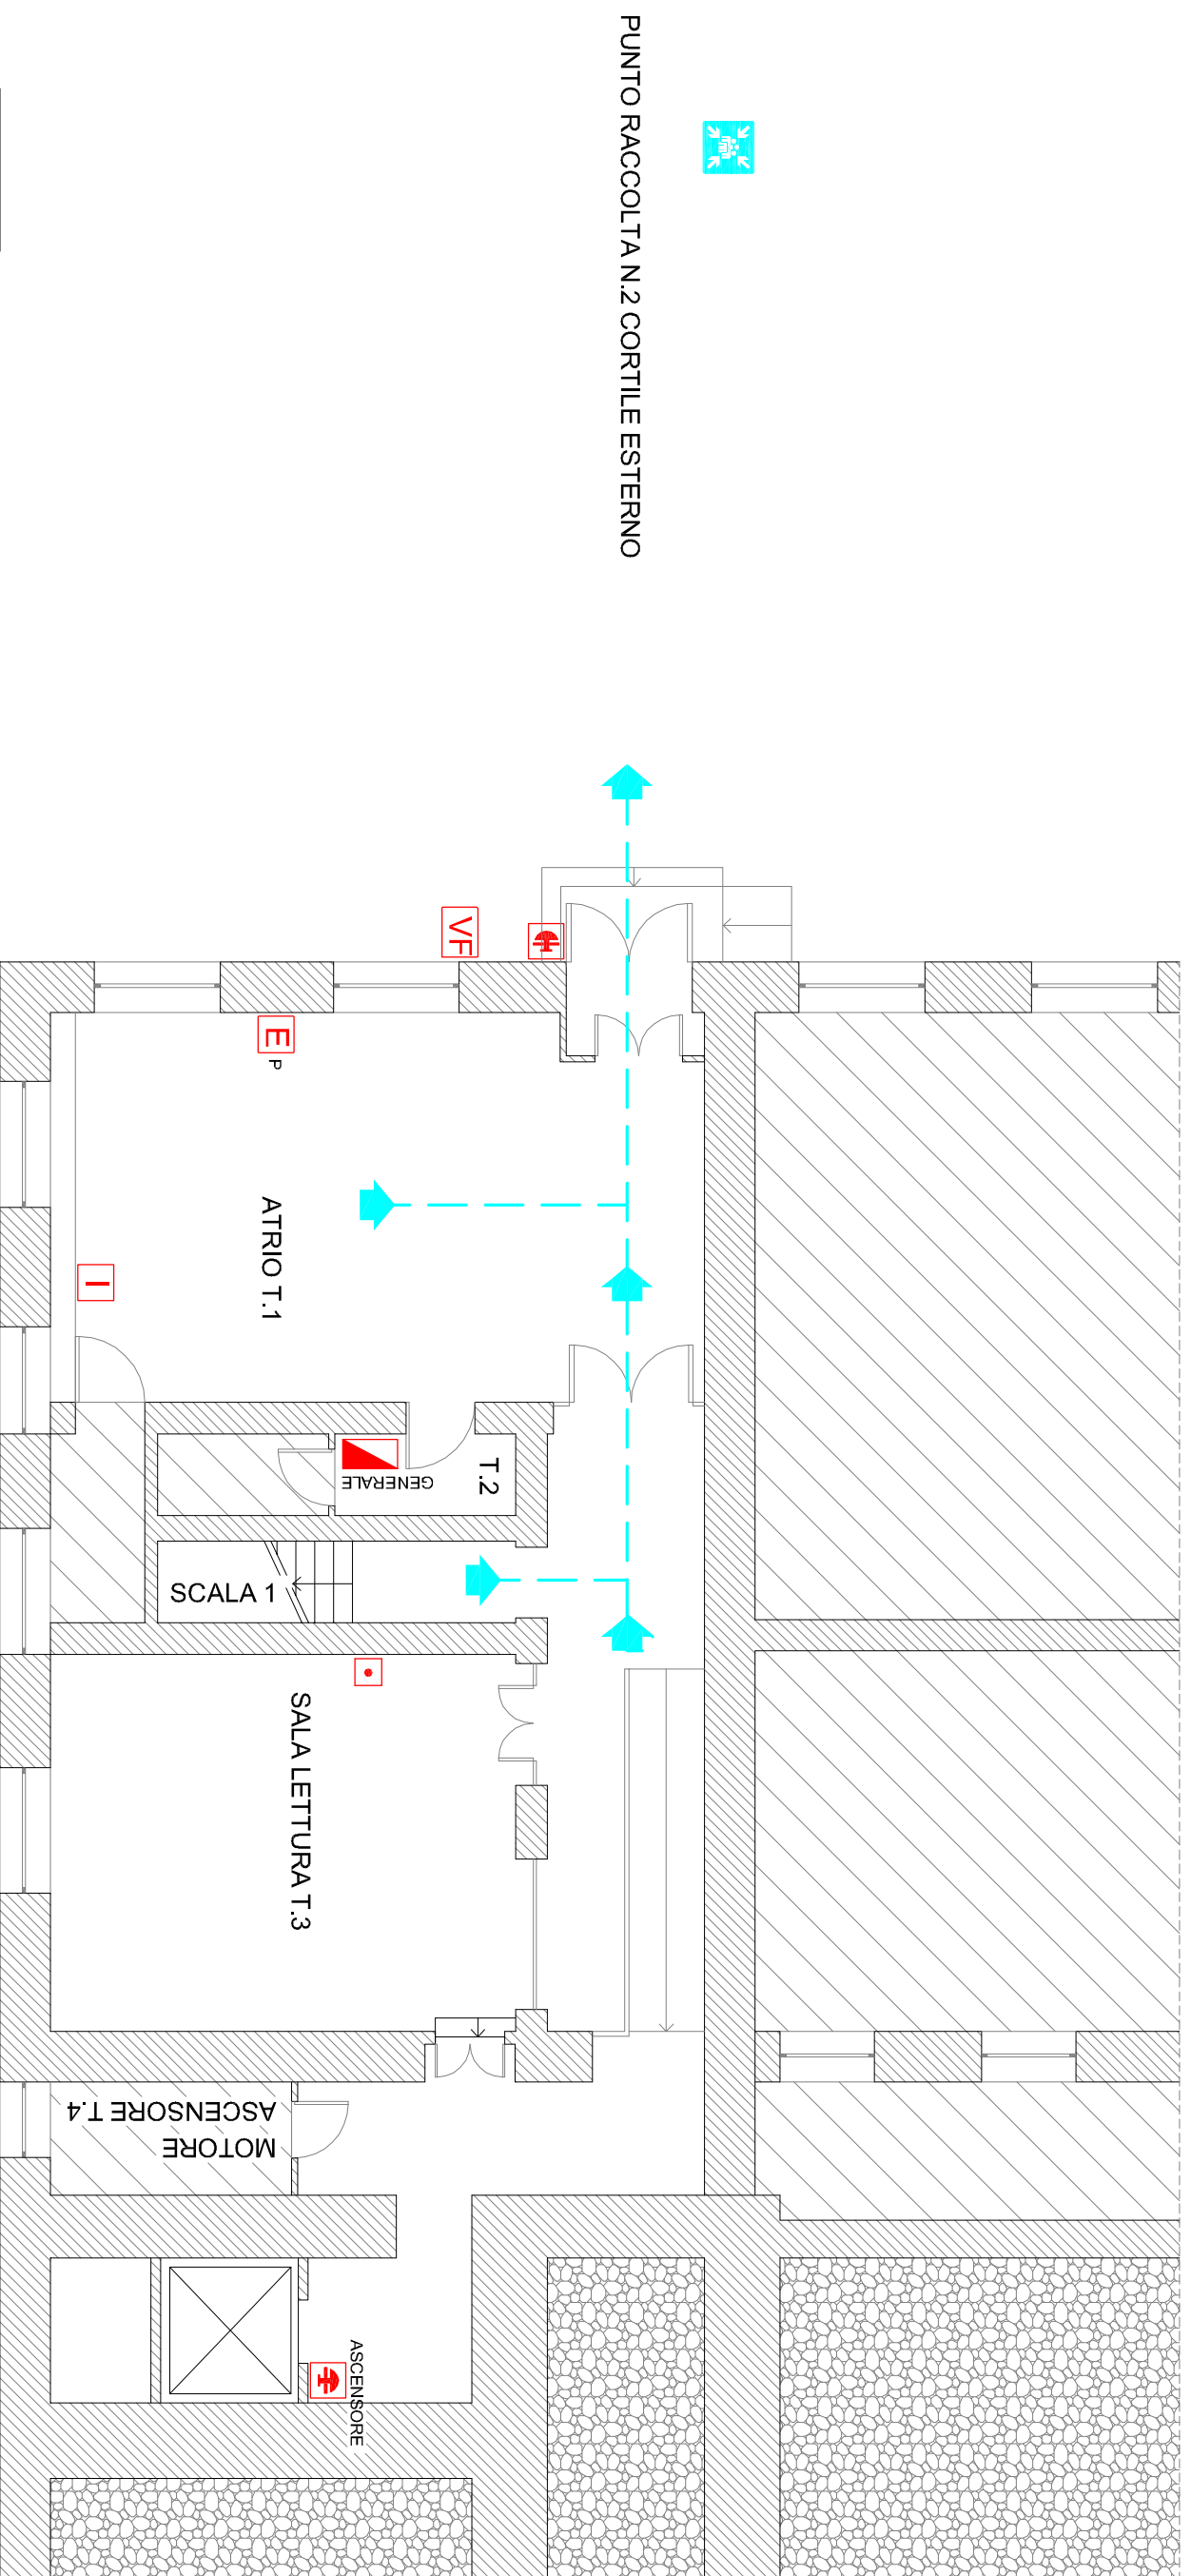 PUNTO RACCOLTA N.2 CORTILE ESTERNO
VF
E
P
ATRIO T.1
I
GENERALE
T.2
SCALA 1
SALA LETTURA T.3
MOTORE
ASCENSORE T.4
ASCENSORE